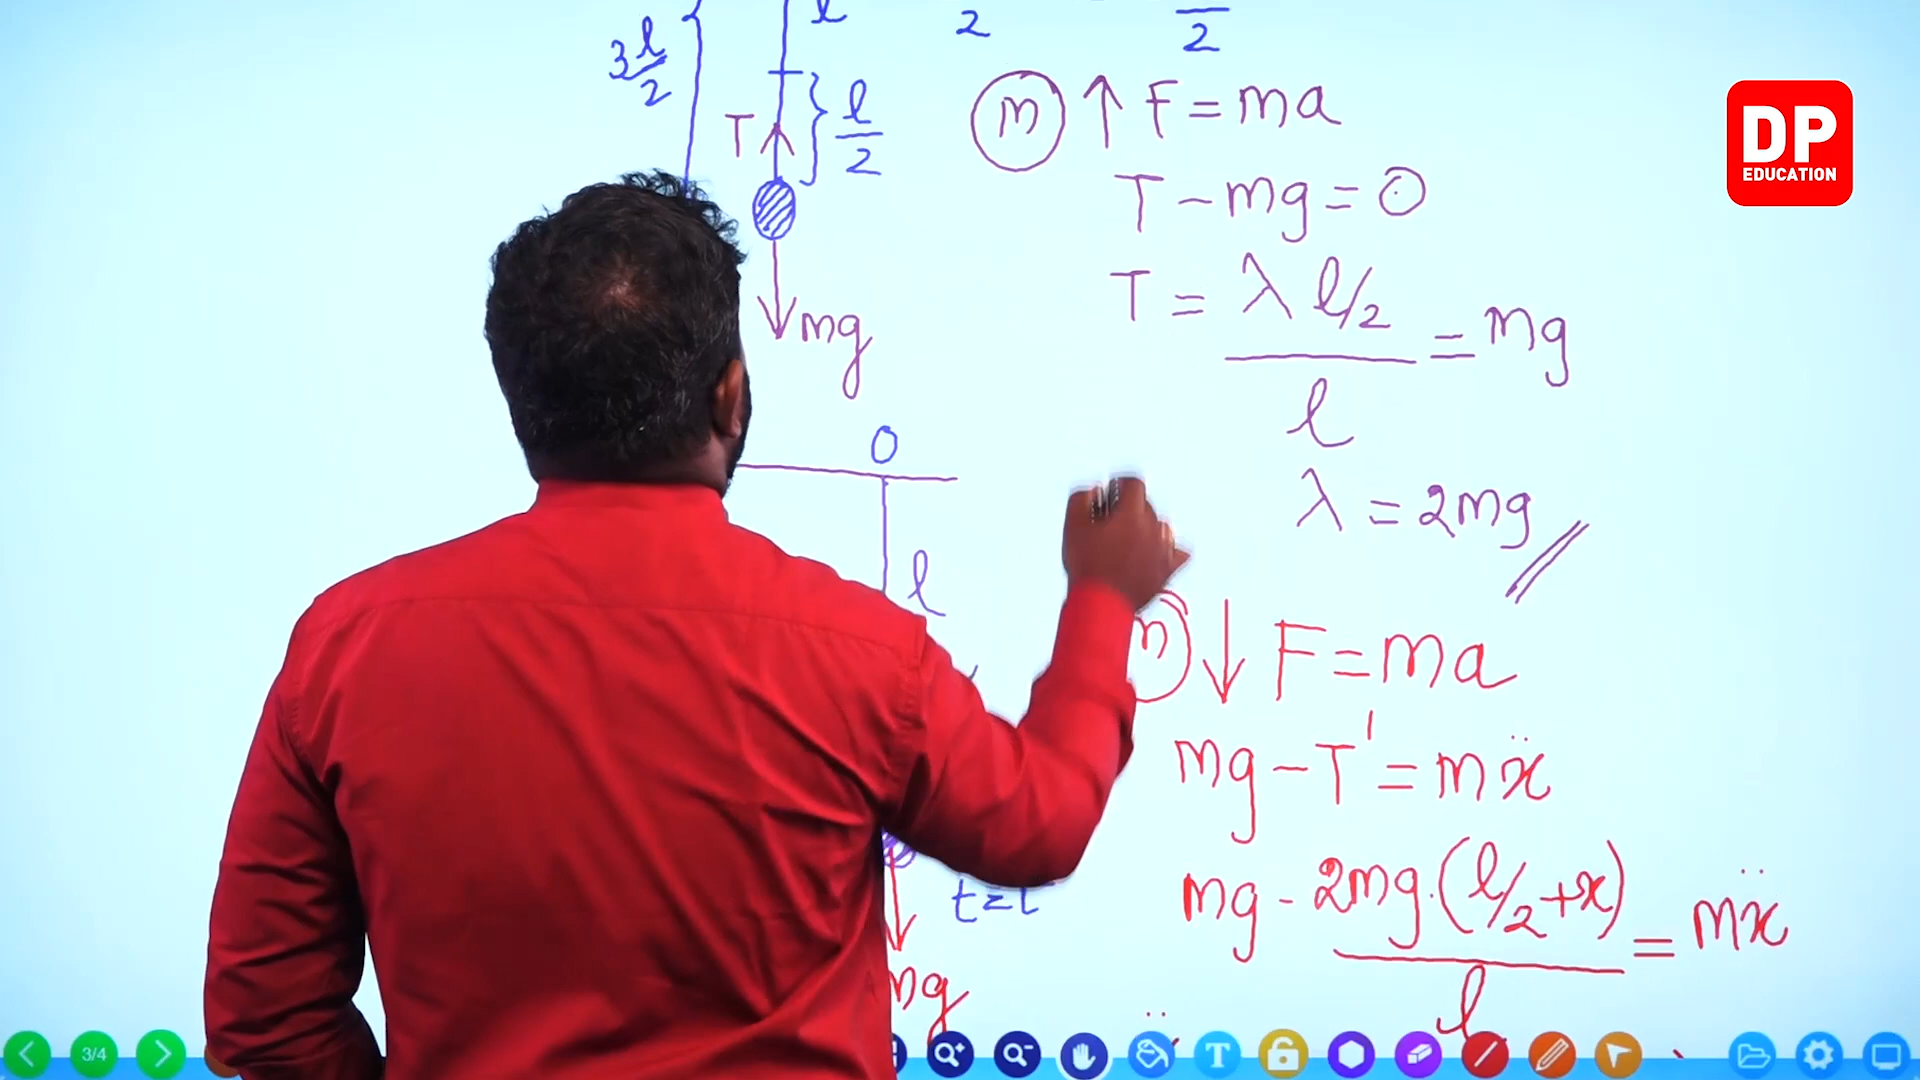 l
2
2
3l/2
T
l/2
m ↑ F = ma
T - mg = 0
T = λ l/2 / l = mg
mg
λ = 2mg
O
l
↓ F = ma
mg - T' = mẍ
mg - 2mg.(l/2 + x) / l = mẍ
mg
DP
EDUCATION
3/4
T